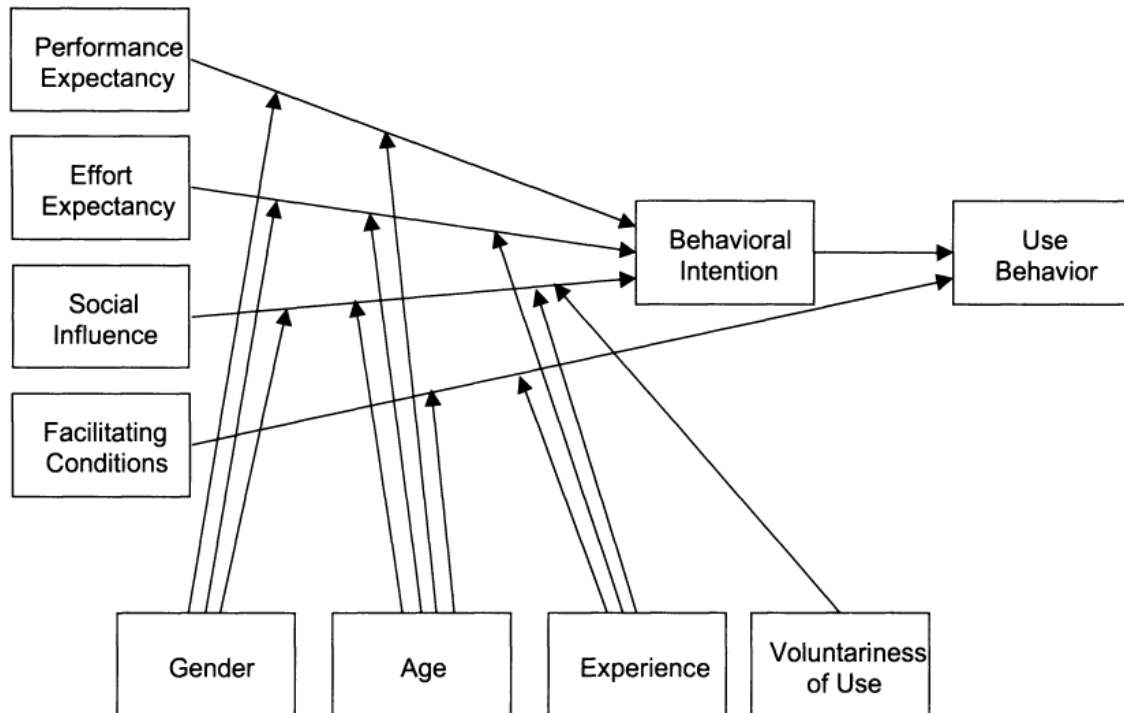 Performance
Expectancy
Effort
Expectancy
Social
Influence
Facilitating
Conditions
Behavioral
Intention
Use
Behavior
Gender
Age
Experience
Voluntariness
of Use